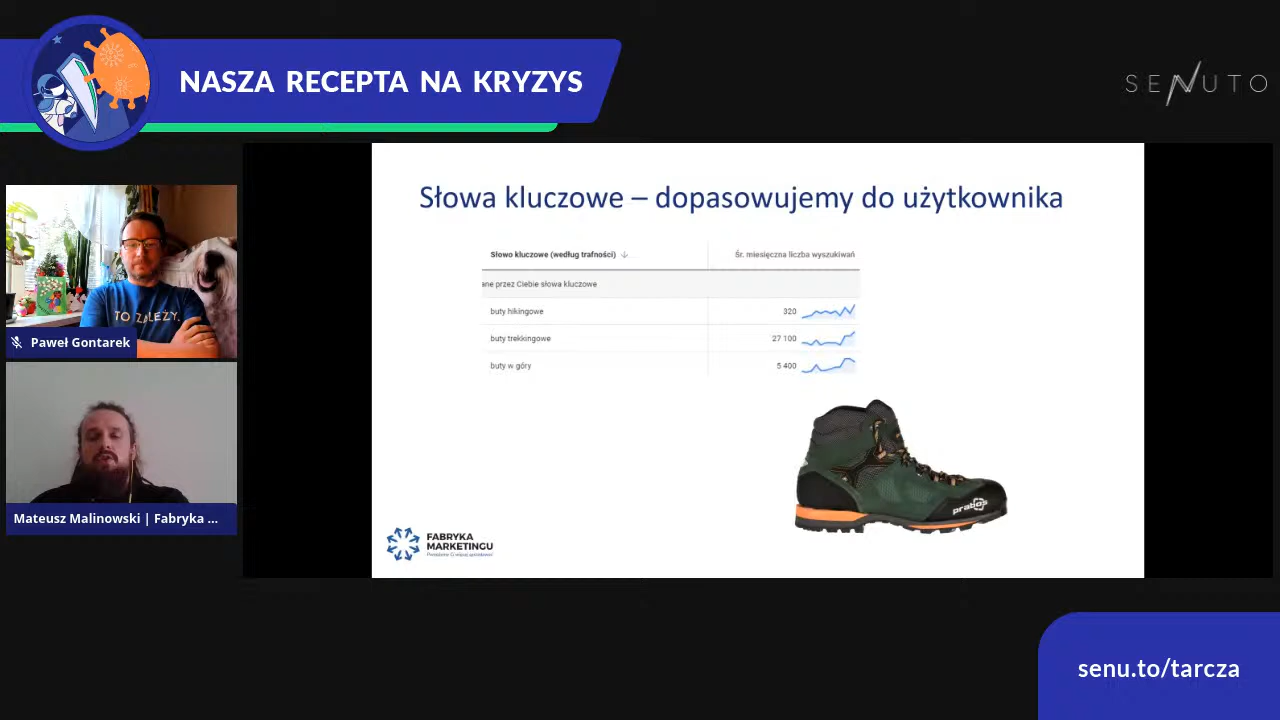 NASZA RECEPTA NA KRYZYS
SENUTO
Słowa kluczowe – dopasowujemy do użytkownika
Słowo kluczowe (według trafności)
Śr. miesięczna liczba wyszukiwań
ane przez Ciebie słowa kluczowe
buty hikingowe 320
buty trekkingowe 27 100
buty w góry 5 400
TO ZALEŻY.
Paweł Gontarek
Mateusz Malinowski | Fabryka ...
prabos
FABRYKA
MARKETINGU
senu.to/tarcza